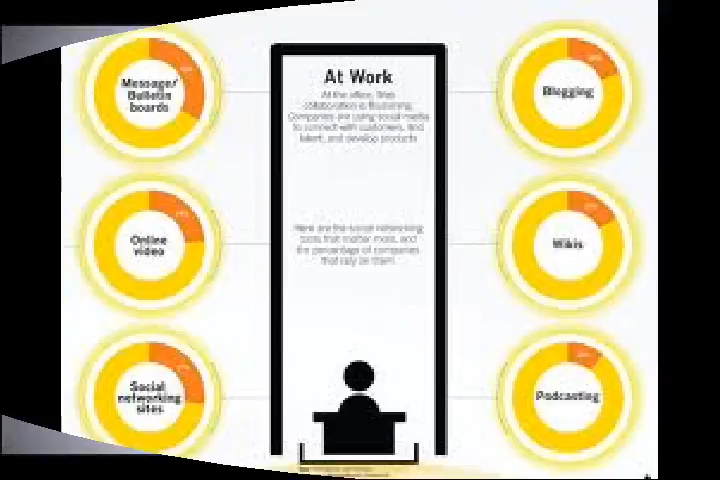 Message/
Bulletin
boards
Online
video
Social
networking
sites
At Work
At the office, Web
collaboration is flourishing.
Companies are using social media
to connect with customers, find
talent, and develop products
Here are the social networking
tools that matter most, and
the percentage of companies
that rely on them.
Blogging
Wikis
Podcasting